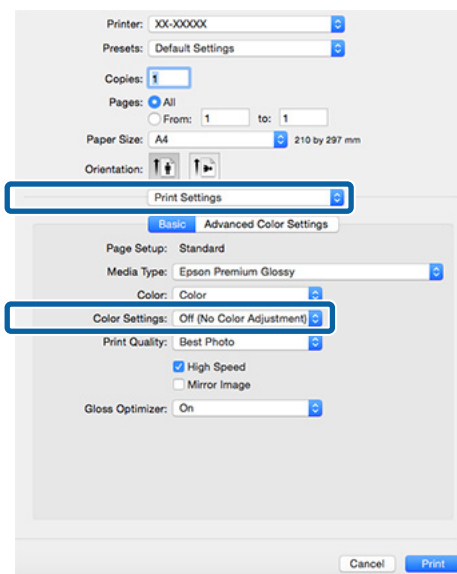 Printer: XX-XXXXX
Presets: Default Settings
Copies: 1
Pages: All
From: 1 to: 1
Paper Size: A4 210 by 297 mm
Orientation:
Print Settings
Basic Advanced Color Settings
Page Setup: Standard
Media Type: Epson Premium Glossy
Color: Color
Color Settings: Off (No Color Adjustment)
Print Quality: Best Photo
High Speed
Mirror Image
Gloss Optimizer: On
Cancel Print